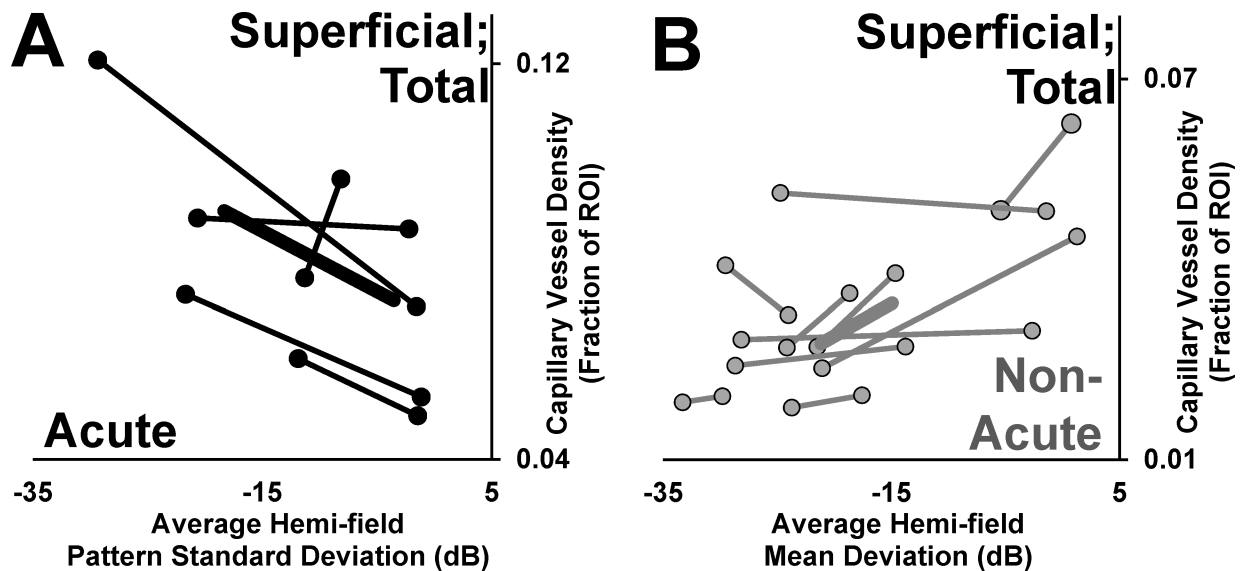 A
Superficial;
Total
0.12
Capillary Vessel Density
(Fraction of ROI)
Acute
0.04
-35
-15
5
Average Hemi-field
Pattern Standard Deviation (dB)
B
Superficial;
Total
0.07
Capillary Vessel Density
(Fraction of ROI)
Non-
Acute
0.01
-35
-15
5
Average Hemi-field
Mean Deviation (dB)